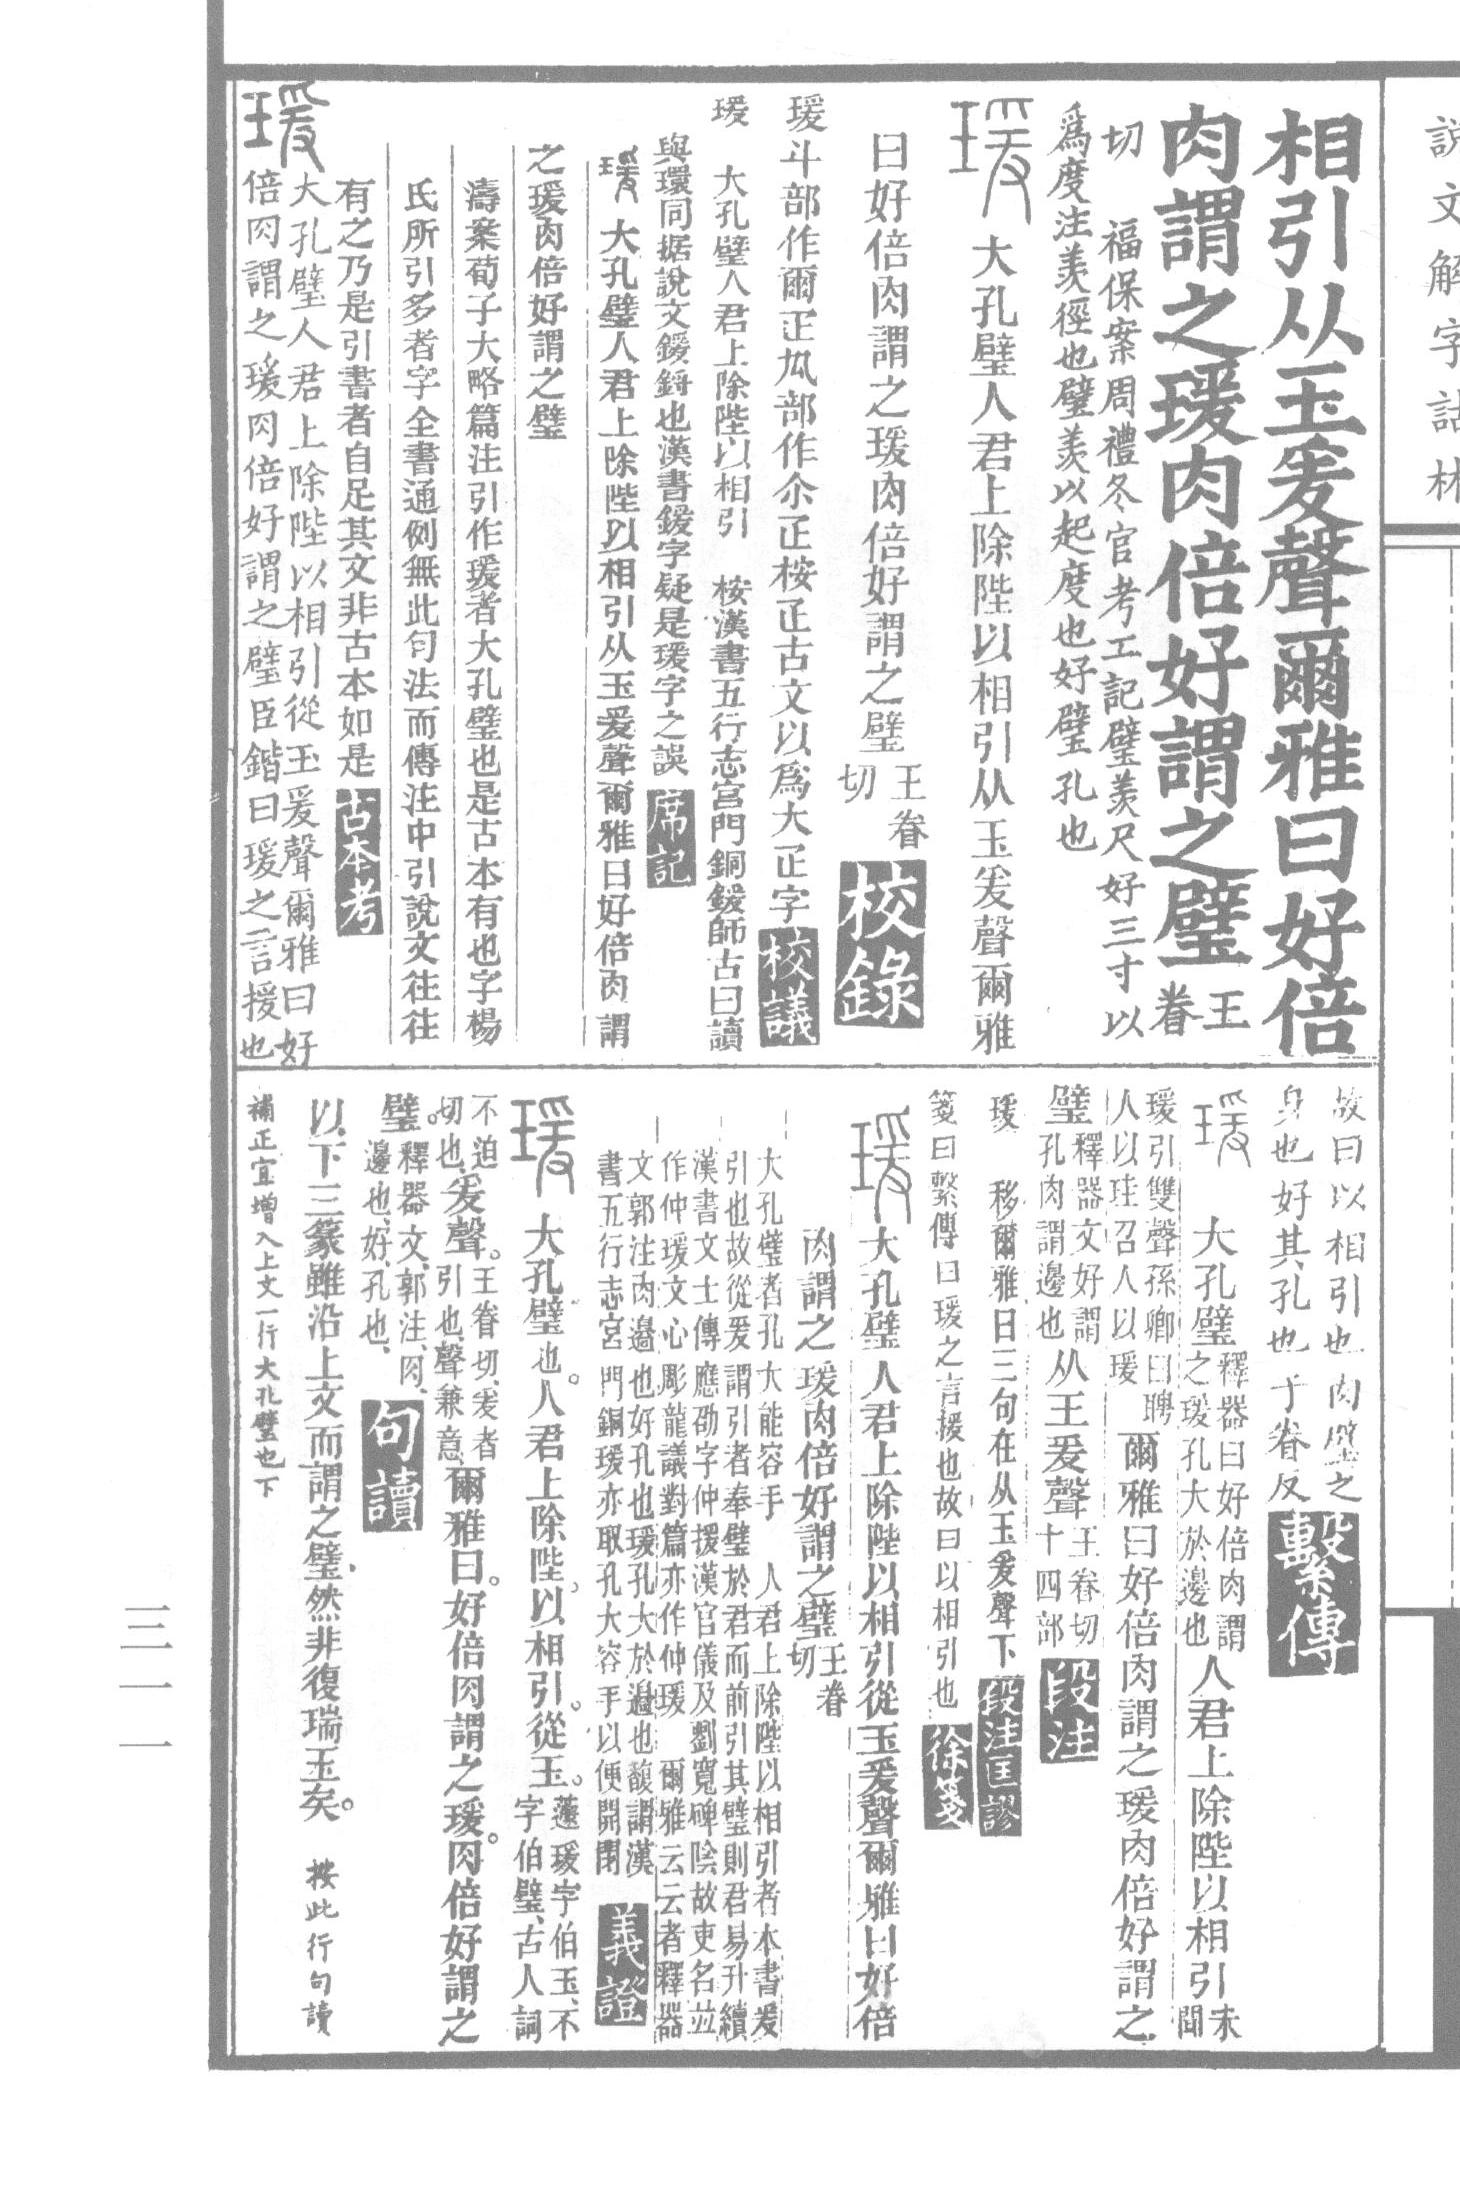 說文解字詁林
相引从玉爰聲爾雅曰好倍
肉謂之瑗肉倍好謂之璧王眷
切　福保案周禮冬官考工記璧羨尺好三寸以
爲度注羨徑也璧羨以起度也好璧孔也
瑗大孔璧人君上除陛以相引从玉爰聲爾雅
曰好倍肉謂之瑗肉倍好謂之璧王眷切校錄
瑗斗部作爾疋㼌部作尒疋桉疋古文以爲大疋字校議
瑗　大孔璧人君上除陛以相引　桉漢書五行志宮門銅鍰師古曰讀
與環同据說文鍰鋝也漢書鍰字疑是瑗字之誤席記
瑗大孔璧人君上除陛以相引从玉爰聲爾雅曰好倍肉謂
之瑗肉倍好謂之璧
濤案荀子大略篇注引作瑗者大孔璧也是古本有也字楊
氏所引多者字全書通例無此句法而傳注中引說文往往
有之乃是引書者自足其文非古本如是古本考
瑗大孔璧人君上除陛以相引從玉爰聲爾雅曰好
倍肉謂之瑗肉倍好謂之璧臣鍇曰瑗之言援也
故曰以相引也肉璧之
身也好其孔也于眷反繫傳
瑗　大孔璧釋器曰好倍肉謂之瑗孔大於邊也人君上除陛以相引未聞
瑗引雙聲孫卿曰聘人以珪召人以瑗爾雅曰好倍肉謂之瑗肉倍好謂之
璧釋器文好謂孔肉謂邊也从王爰聲王眷切十四部段注
瑗　移爾雅曰三句在从玉爰聲下段注匡謬
箋曰繫傳曰瑗之言援也故曰以相引也徐箋
瑗大孔璧人君上除陛以相引從玉爰聲爾雅曰好倍
肉謂之瑗肉倍好謂之璧王眷切
大孔璧者孔大能容手　人君上除陛以相引者本書爰
引也故從爰謂引者奉璧於君而前引其璧則君易升續
漢書文士傳應劭字仲援漢官儀及劉寬碑陰故吏名竝
作仲瑗文心彫龍議對篇亦作仲瑗　爾雅云云者釋器
文郭注肉邊也好孔也瑗孔大於邊也馥謂漢
書五行志宮門銅瑗亦取孔大容手以便開閉義證
瑗大孔璧也。人君上除陛，以相引。從玉。蘧瑗字伯玉、不字伯璧、古人詞
不迫切也、爰聲。王眷切、爰者引也、聲兼意爾雅曰。好倍肉謂之瑗。肉倍好謂之
璧。釋器文、郭注、肉、邊也、好、孔也、句讀
以下三篆雖沿上文而謂之璧、然非復瑞玉矣。　按此行句讀
補正宜增入上文一行大孔璧也下
三一一